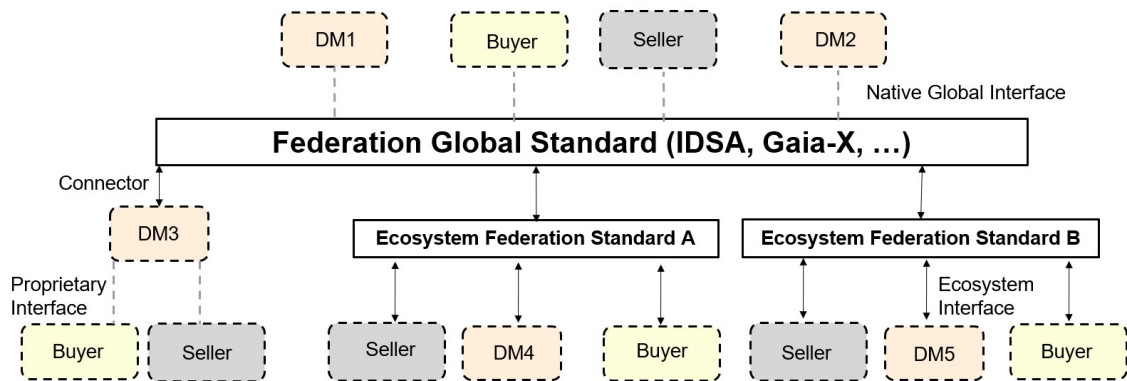 DM1
Buyer
Seller
DM2
Native Global Interface
Federation Global Standard (IDSA, Gaia-X, …)
Connector
DM3
Ecosystem Federation Standard A
Ecosystem Federation Standard B
Proprietary
Interface
Ecosystem
Interface
Buyer
Seller
Seller
DM4
Buyer
Seller
DM5
Buyer